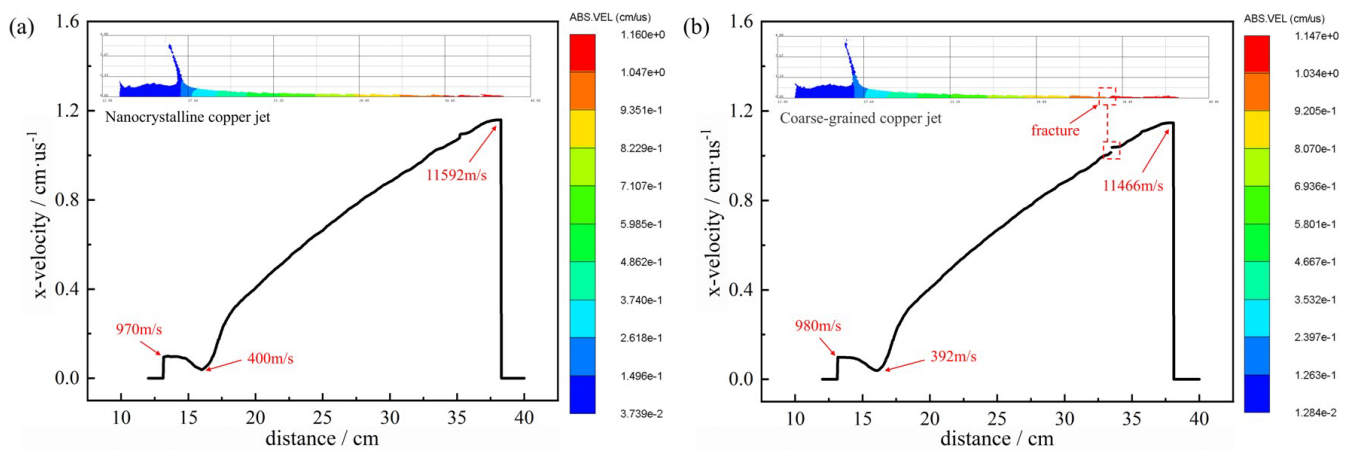 (a)
1.6
1.2
0.8
0.4
0.0
x-velocity / cm·us⁻¹
Nanocrystalline copper jet
11592m/s
970m/s
400m/s
10 15 20 25 30 35 40
distance / cm
ABS.VEL (cm/us)
1.160e+0
1.047e+0
9.351e-1
8.229e-1
7.107e-1
5.985e-1
4.862e-1
3.740e-1
2.618e-1
1.496e-1
3.739e-2
(b)
1.6
1.2
0.8
0.4
0.0
x-velocity / cm·us⁻¹
Coarse-grained copper jet
fracture
11466m/s
980m/s
392m/s
10 15 20 25 30 35 40
distance / cm
ABS.VEL (cm/us)
1.147e+0
1.034e+0
9.205e-1
8.070e-1
6.936e-1
5.801e-1
4.667e-1
3.532e-1
2.397e-1
1.263e-1
1.284e-2